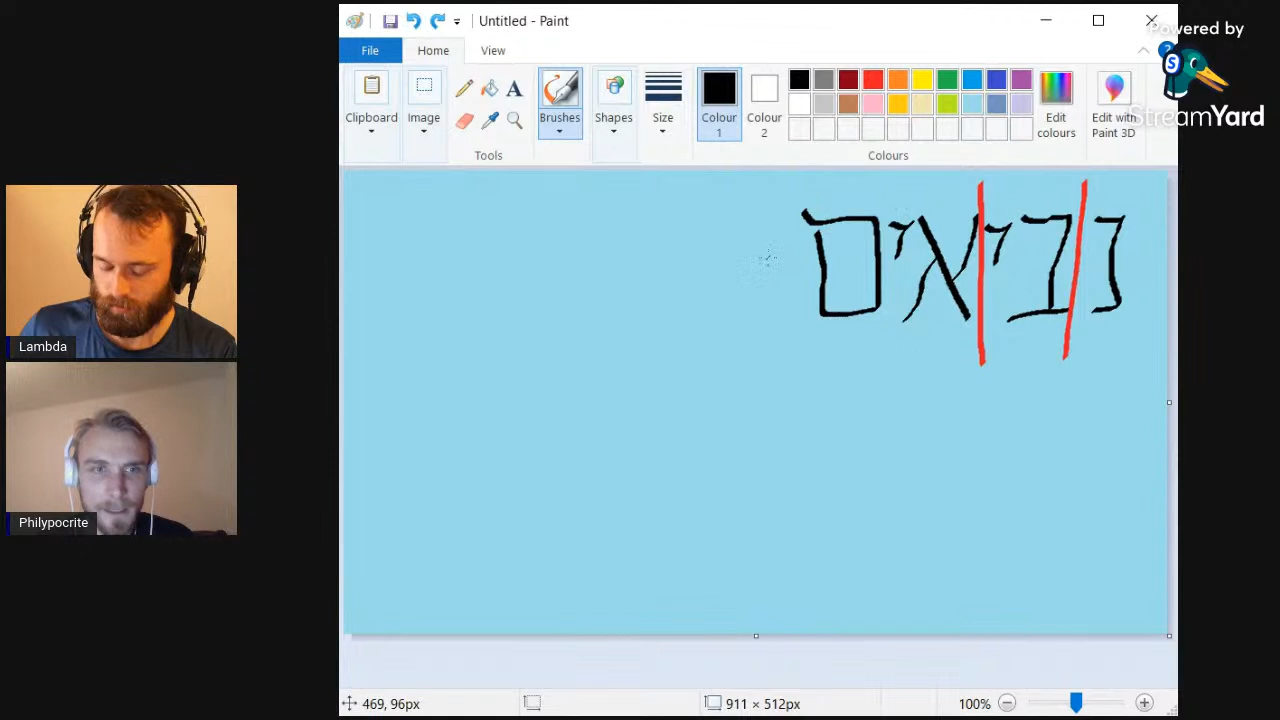 Untitled - Paint
File
Home
View
Clipboard
Image
Tools
Brushes
Shapes
Size
Colour 1
Colour 2
Edit colours
Edit with Paint 3D
Colours
Powered by
StreamYard
נביאים
Lambda
Philypocrite
469, 96px
911 × 512px
100%